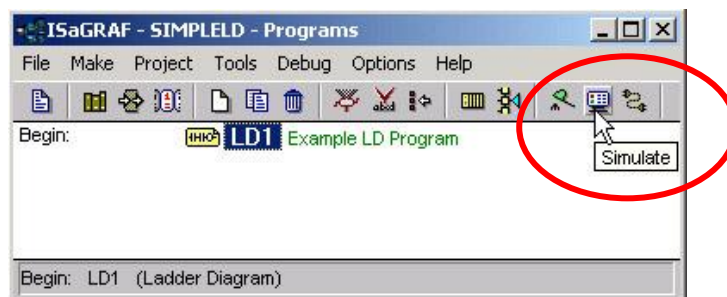 ISaGRAF - SIMPLELD - Programs
File Make Project Tools Debug Options Help
Begin: LD1 Example LD Program
Simulate
Begin: LD1 (Ladder Diagram)